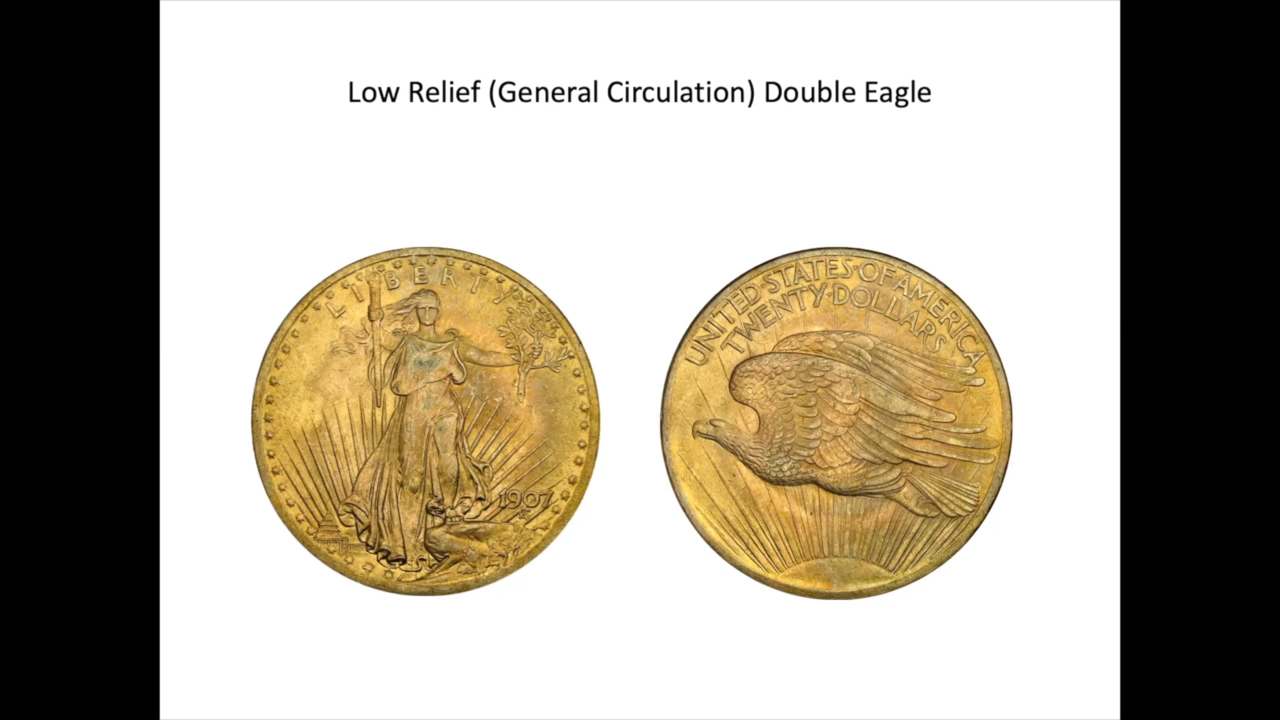 Low Relief (General Circulation) Double Eagle
LIBERTY
1907
UNITED·STATES·OF·AMERICA
TWENTY·DOLLARS